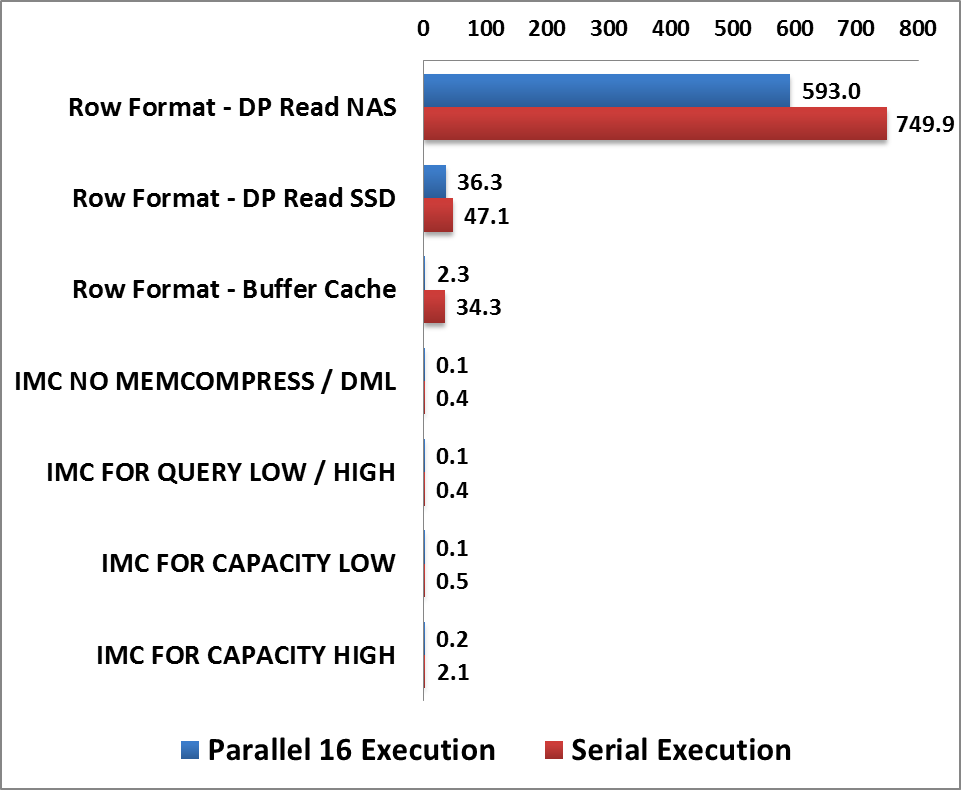 0 100 200 300 400 500 600 700 800
Row Format - DP Read NAS
593.0
749.9
Row Format - DP Read SSD
36.3
47.1
Row Format - Buffer Cache
2.3
34.3
IMC NO MEMCOMPRESS / DML
0.1
0.4
IMC FOR QUERY LOW / HIGH
0.1
0.4
IMC FOR CAPACITY LOW
0.1
0.5
IMC FOR CAPACITY HIGH
0.2
2.1
Parallel 16 Execution Serial Execution